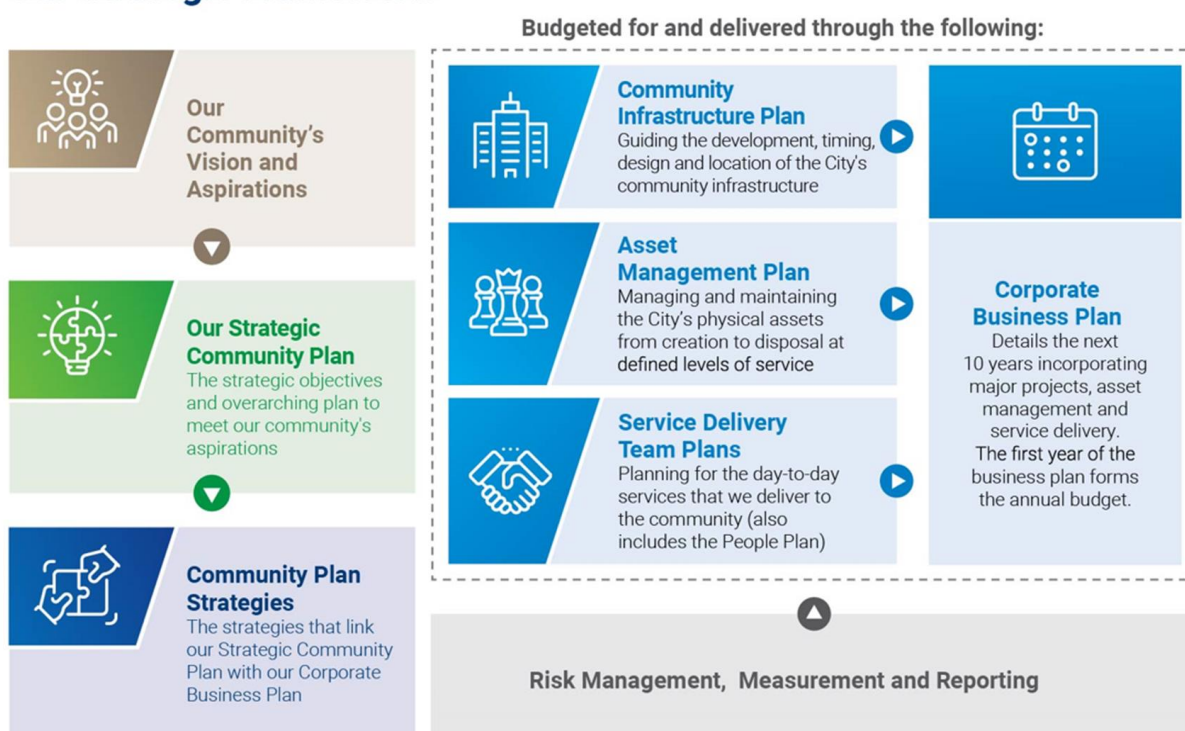 Budgeted for and delivered through the following:
Our
Community's
Vision and
Aspirations
Our Strategic
Community Plan
The strategic objectives
and overarching plan to
meet our community's
aspirations
Community Plan
Strategies
The strategies that link
our Strategic Community
Plan with our Corporate
Business Plan
Community
Infrastructure Plan
Guiding the development, timing,
design and location of the City's
community infrastructure
Asset
Management Plan
Managing and maintaining
the City's physical assets
from creation to disposal at
defined levels of service
Service Delivery
Team Plans
Planning for the day-to-day
services that we deliver to
the community (also
includes the People Plan)
Corporate
Business Plan
Details the next
10 years incorporating
major projects, asset
management and
service delivery.
The first year of the
business plan forms
the annual budget.
Risk Management, Measurement and Reporting